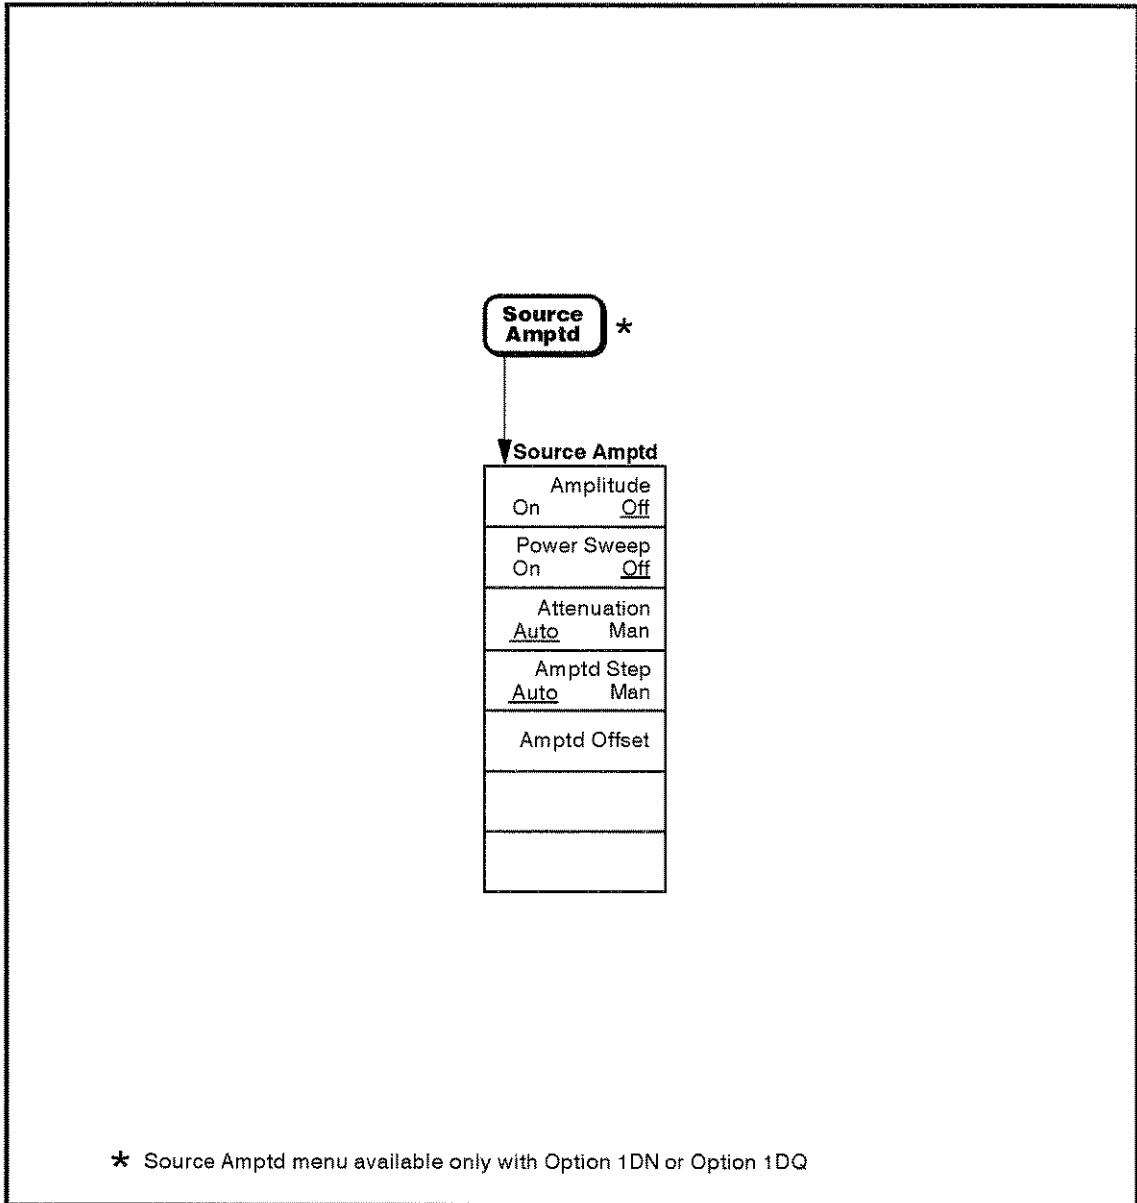 Source
Amptd *
Source Amptd
Amplitude
On Off
Power Sweep
On Off
Attenuation
Auto Man
Amptd Step
Auto Man
Amptd Offset
* Source Amptd menu available only with Option 1DN or Option 1DQ